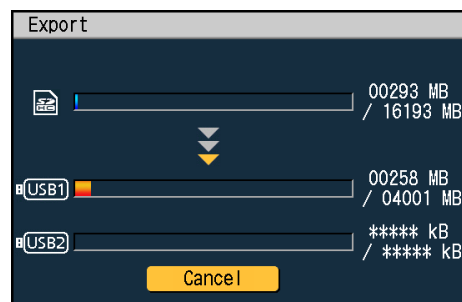 Export
00293 MB
/ 16193 MB
USB1
00258 MB
/ 04001 MB
USB2
***** kB
/ ***** kB
Cancel